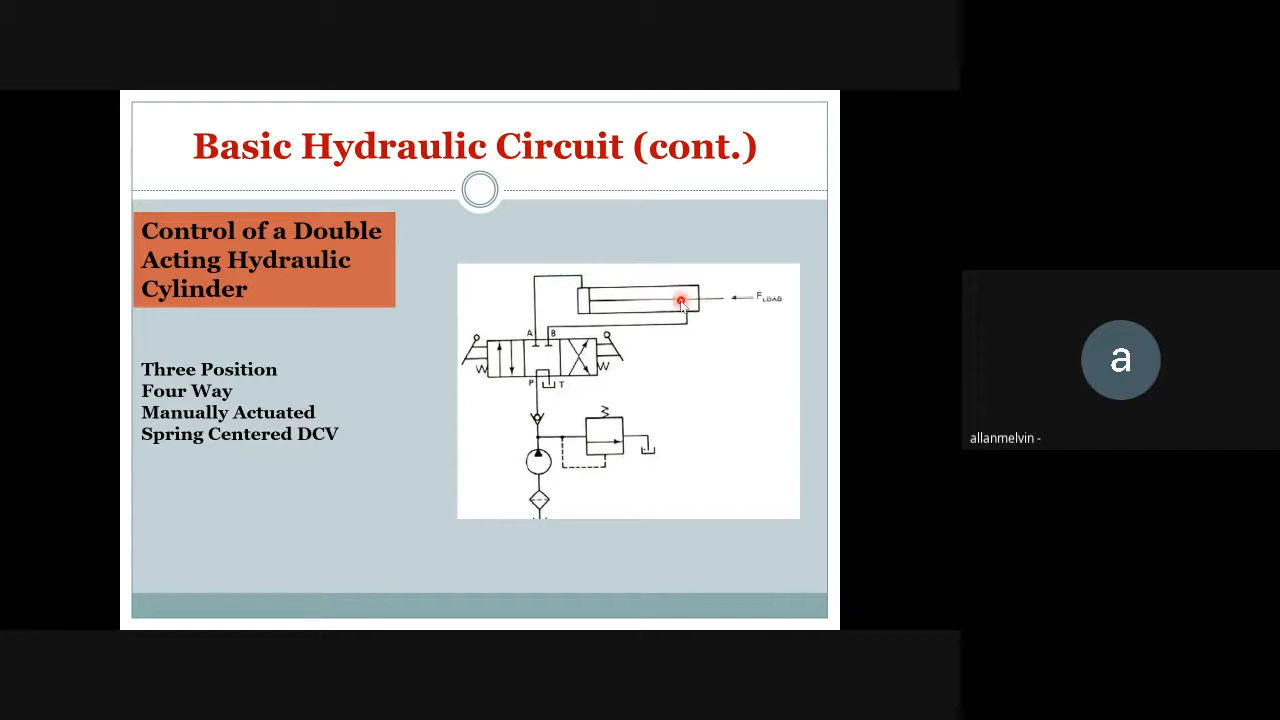 Basic Hydraulic Circuit (cont.)
Control of a Double
Acting Hydraulic
Cylinder
Three Position
Four Way
Manually Actuated
Spring Centered DCV
F LOAD
A B
P T
a
allanmelvin -